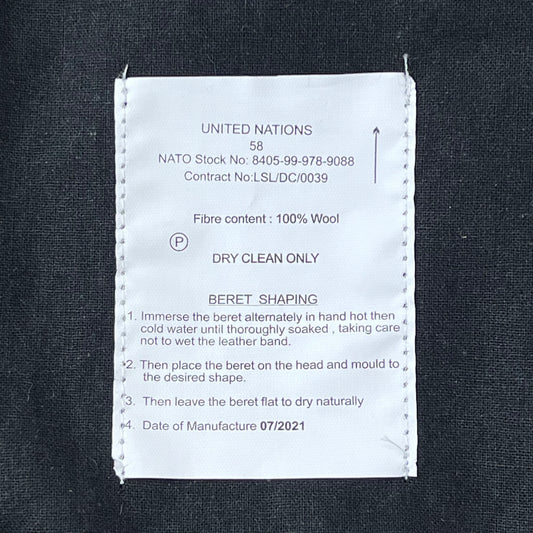 UNITED NATIONS
58
NATO Stock No: 8405-99-978-9088
Contract No:LSL/DC/0039
Fibre content : 100% Wool
P
DRY CLEAN ONLY
BERET SHAPING
1. Immerse the beret alternately in hand hot then
cold water until thoroughly soaked , taking care
not to wet the leather band.
2. Then place the beret on the head and mould to
the desired shape.
3. Then leave the beret flat to dry naturally
4. Date of Manufacture 07/2021